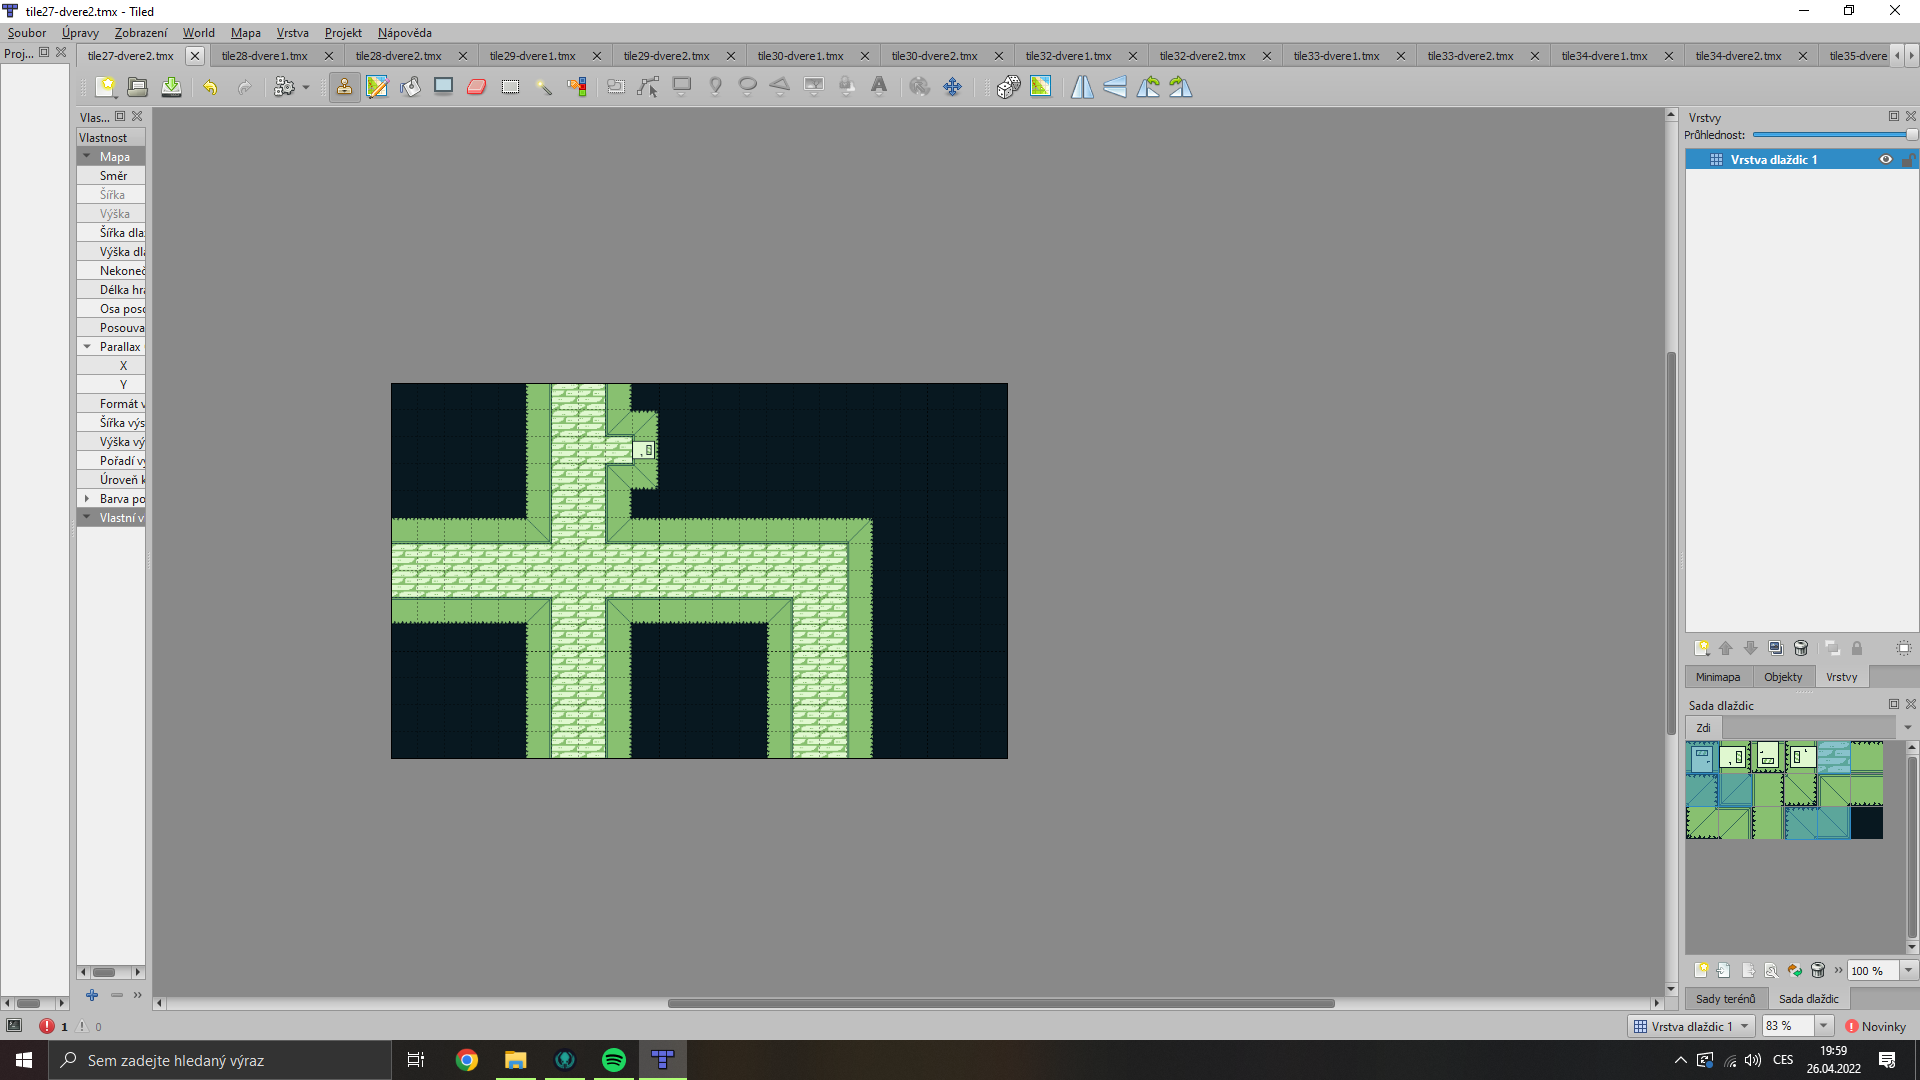 tile27-dvere2.tmx - Tiled
Soubor Úpravy Zobrazení World Mapa Vrstva Projekt Nápověda
Proj... tile27-dvere2.tmx tile28-dvere1.tmx tile28-dvere2.tmx tile29-dvere1.tmx tile29-dvere2.tmx tile30-dvere1.tmx tile30-dvere2.tmx tile32-dvere1.tmx tile32-dvere2.tmx tile33-dvere1.tmx tile33-dvere2.tmx tile34-dvere1.tmx tile34-dvere2.tmx tile35-dvere
Vlas...
Vlastnost
Mapa
Směr
Šířka
Výška
Šířka dla
Výška dl
Nekoneč
Délka hr
Osa poso
Posouva
Parallax
X
Y
Formát v
Šířka výs
Výška vý
Pořadí v
Úroveň k
Barva po
Vlastní v
Vrstvy
Průhlednost:
Vrstva dlaždic 1
Minimapa Objekty Vrstvy
Sada dlaždic
Zdi
100 %
Sady terénů Sada dlaždic
1 0
Vrstva dlaždic 1 83 % Novinky
Sem zadejte hledaný výraz
CES
19:59
26.04.2022